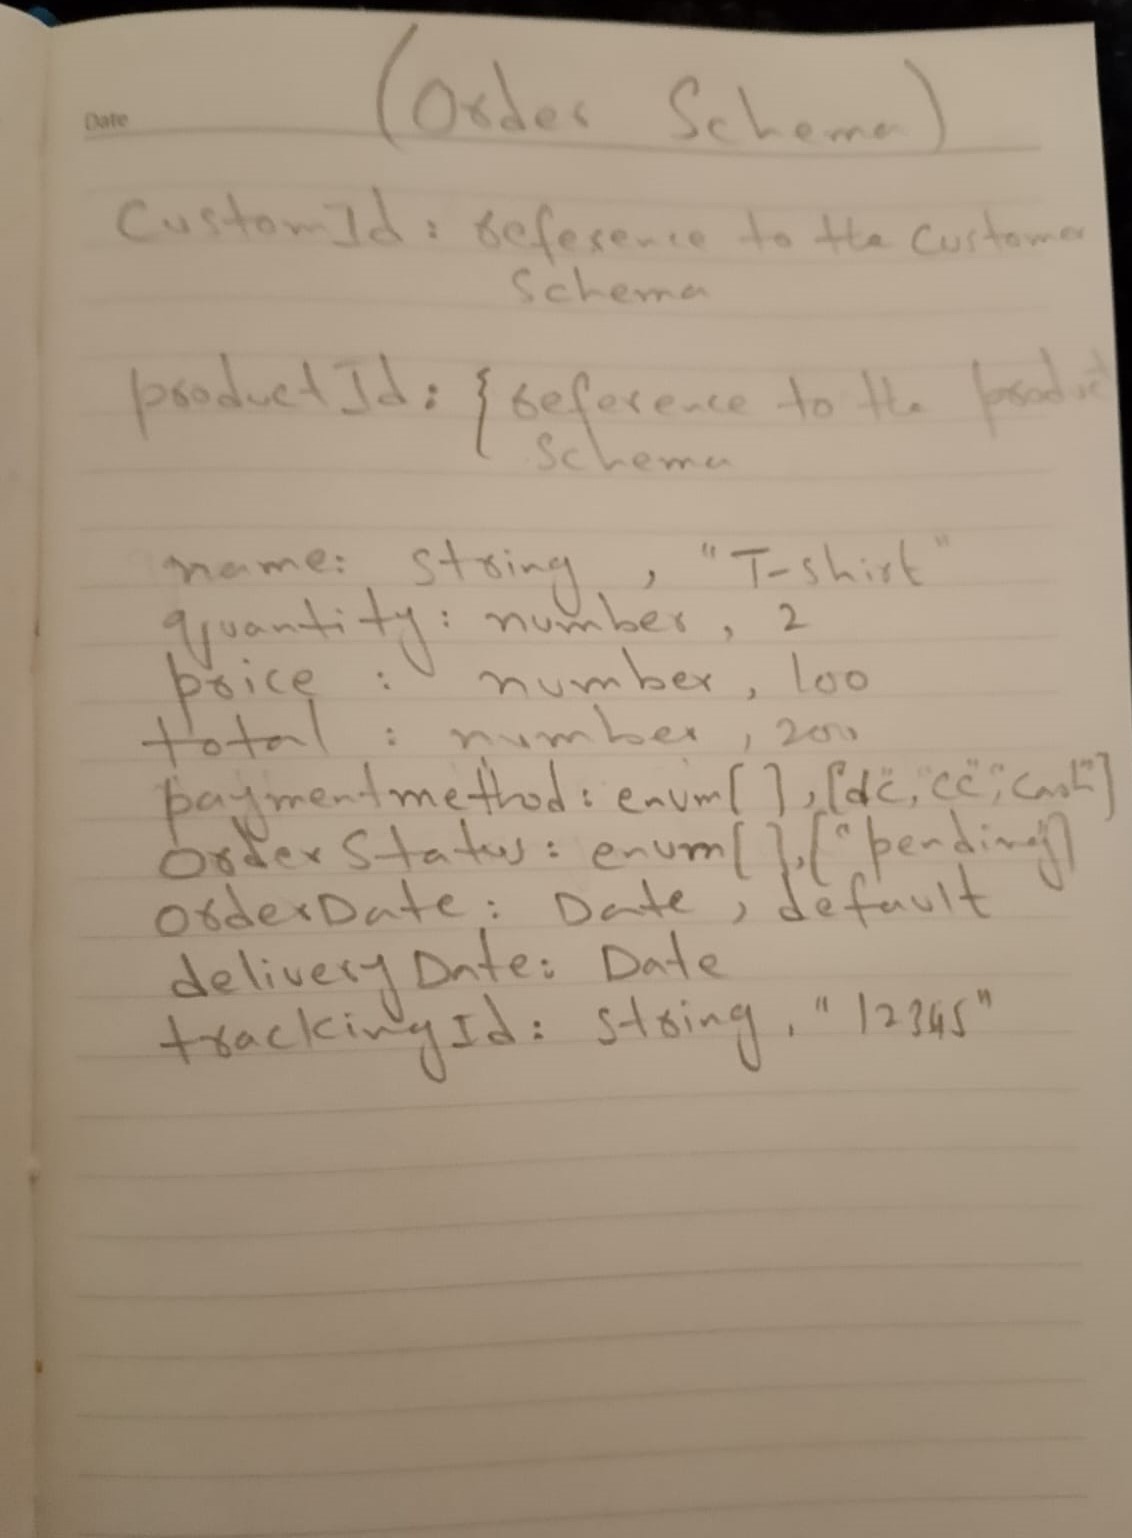 Date
(Order Schema)
CustomId: reference to the Customer
Schema
productId: { reference to the product
Schema
name: string, "T-shirt"
quantity: number, 2
price : number, 100
total : number, 200
paymentmethod: enum[ ], ["dc", "cc", "cash"]
OrderStatus: enum[ ], ["pending"]
orderDate: Date, default
deliveryDate: Date
trackingId: string, "12345"